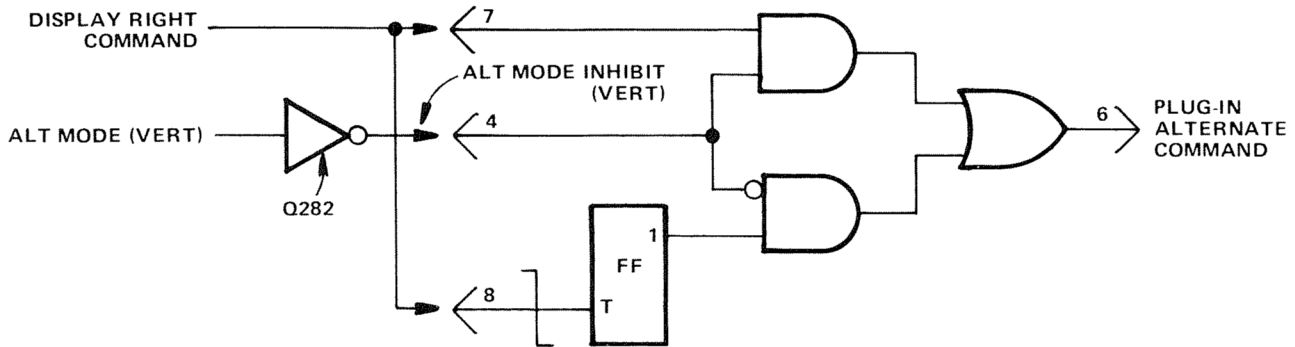 DISPLAY RIGHT
COMMAND
7
ALT MODE INHIBIT
(VERT)
ALT MODE (VERT)
4
6
PLUG-IN
ALTERNATE
COMMAND
Q282
1
FF
8
T